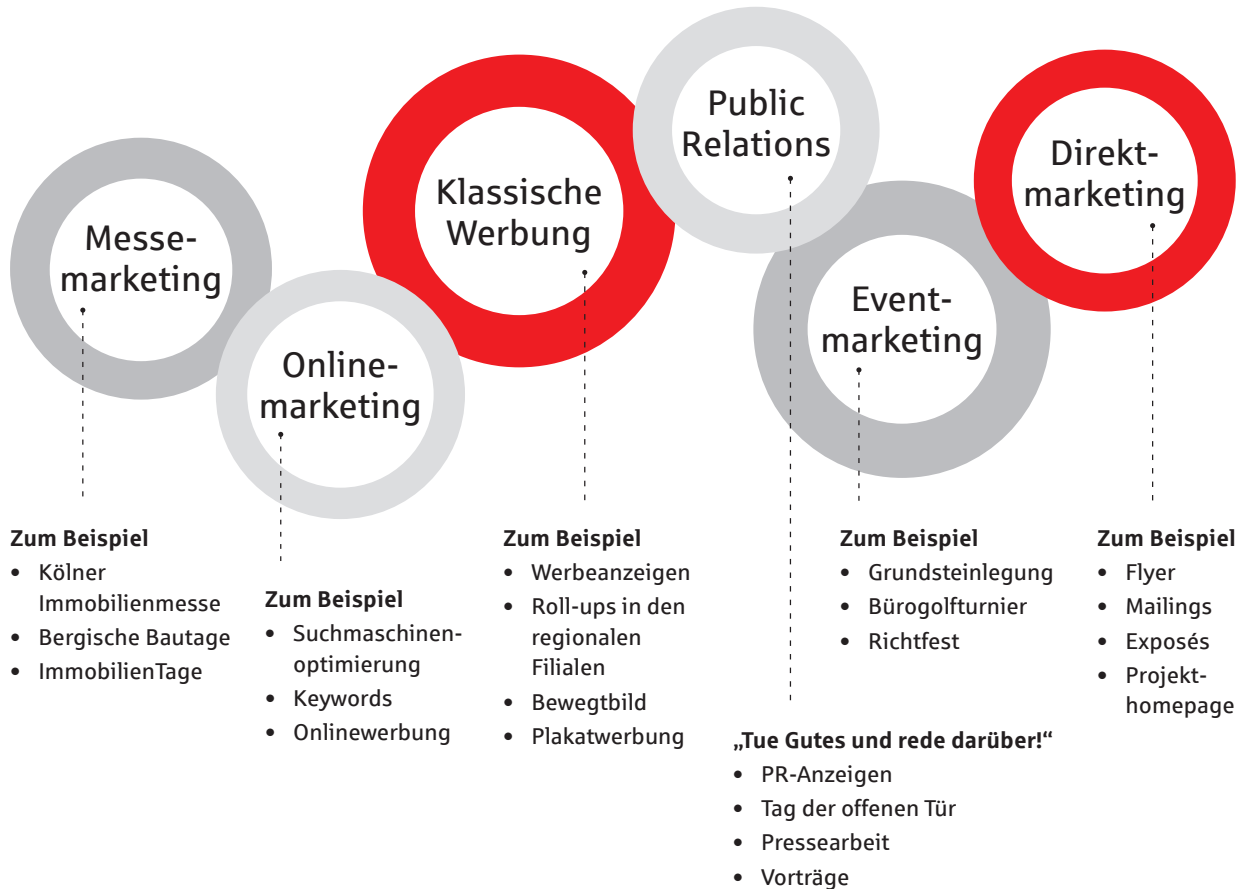 Messe-
marketing
Online-
marketing
Klassische
Werbung
Public
Relations
Event-
marketing
Direkt-
marketing
Zum Beispiel
• Kölner
Immobilienmesse
• Bergische Bautage
• ImmobilienTage
Zum Beispiel
• Suchmaschinen-
optimierung
• Keywords
• Onlinewerbung
Zum Beispiel
• Werbeanzeigen
• Roll-ups in den
regionalen
Filialen
• Bewegtbild
• Plakatwerbung
„Tue Gutes und rede darüber!“
• PR-Anzeigen
• Tag der offenen Tür
• Pressearbeit
• Vorträge
Zum Beispiel
• Grundsteinlegung
• Bürogolfturnier
• Richtfest
Zum Beispiel
• Flyer
• Mailings
• Exposés
• Projekt-
homepage